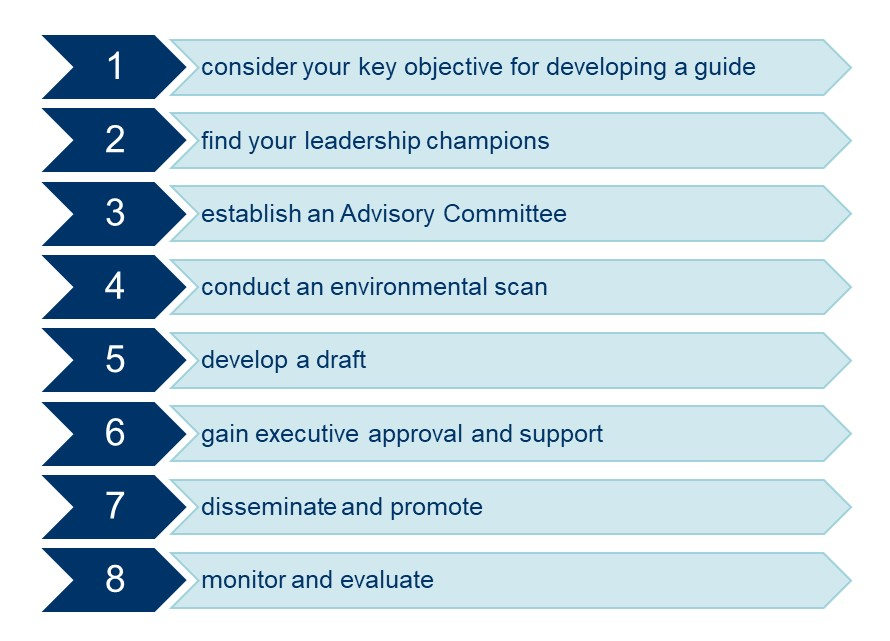 1 consider your key objective for developing a guide
2 find your leadership champions
3 establish an Advisory Committee
4 conduct an environmental scan
5 develop a draft
6 gain executive approval and support
7 disseminate and promote
8 monitor and evaluate